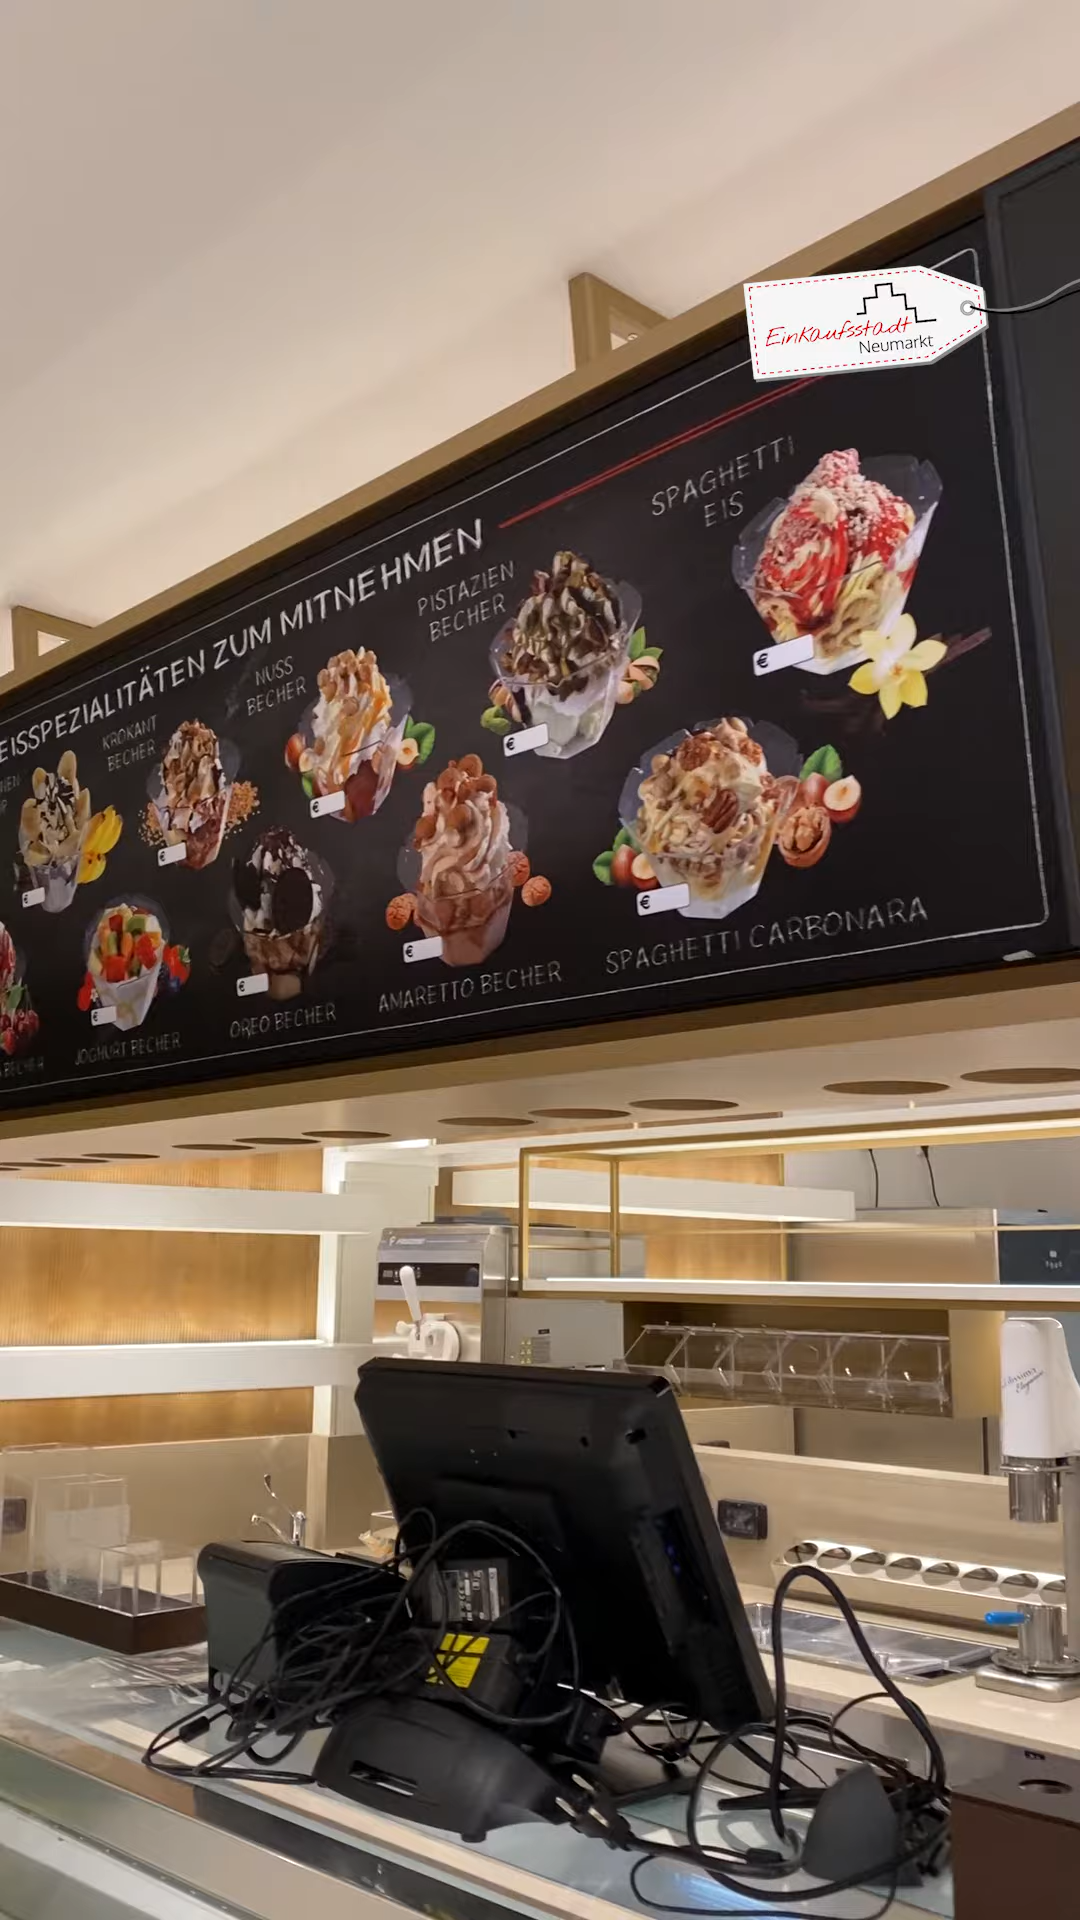 Einkaufsstadt
Neumarkt
EISSPEZIALITÄTEN ZUM MITNEHMEN
KROKANT
BECHER
€
NUSS
BECHER
€
PISTAZIEN
BECHER
€
SPAGHETTI
EIS
€
€
BECHER
€
JOGHURT BECHER
€
OREO BECHER
€
AMARETTO BECHER
€
SPAGHETTI CARBONARA